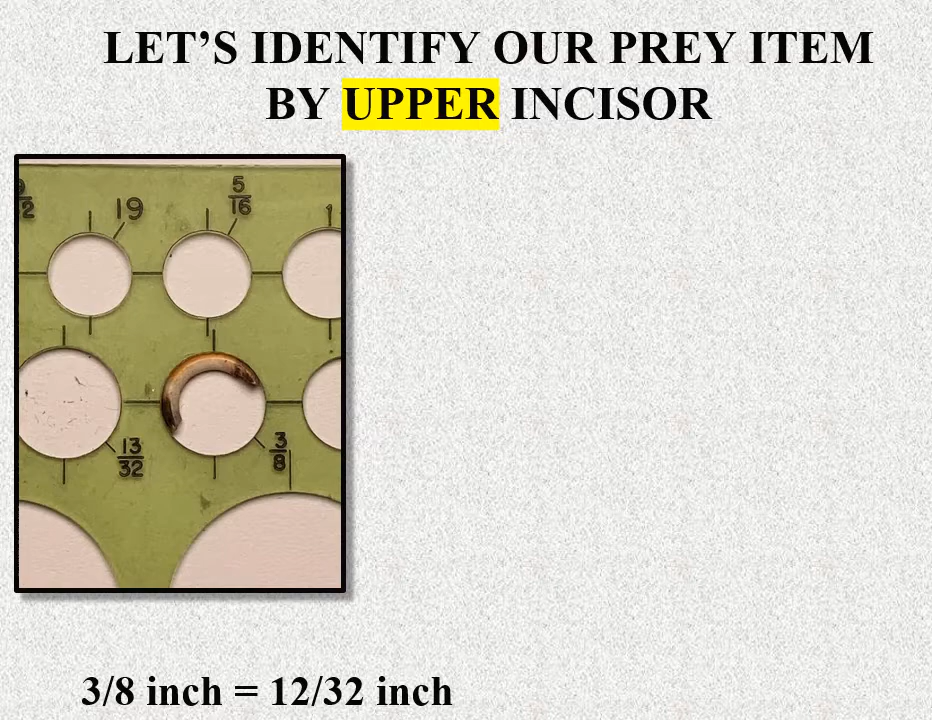 LET'S IDENTIFY OUR PREY ITEM
BY UPPER INCISOR
19
5/16
13/32
3/8
3/8 inch = 12/32 inch